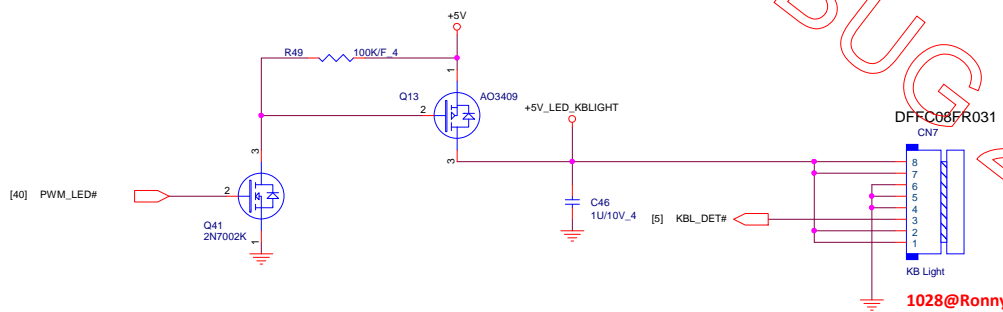 +5V
R49 100K/F_4
1
Q13 AO3409
2
3
+5V_LED_KBLIGHT
DFFC08FR031
CN7
8
7
6
5
4
3
2
1
KB Light
[40] PWM_LED#
2
3
1
Q41
2N7002K
C46
1U/10V_4
[5] KBL_DET#
1028@Ronny
BUG